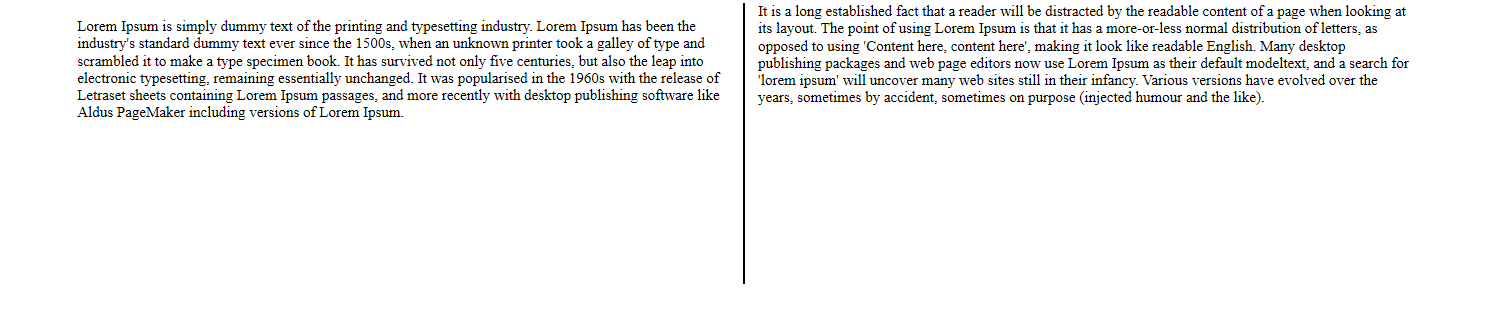 Lorem Ipsum is simply dummy text of the printing and typesetting industry. Lorem Ipsum has been the
industry's standard dummy text ever since the 1500s, when an unknown printer took a galley of type and
scrambled it to make a type specimen book. It has survived not only five centuries, but also the leap into
electronic typesetting, remaining essentially unchanged. It was popularised in the 1960s with the release of
Letraset sheets containing Lorem Ipsum passages, and more recently with desktop publishing software like
Aldus PageMaker including versions of Lorem Ipsum.
It is a long established fact that a reader will be distracted by the readable content of a page when looking at
its layout. The point of using Lorem Ipsum is that it has a more-or-less normal distribution of letters, as
opposed to using 'Content here, content here', making it look like readable English. Many desktop
publishing packages and web page editors now use Lorem Ipsum as their default modeltext, and a search for
'lorem ipsum' will uncover many web sites still in their infancy. Various versions have evolved over the
years, sometimes by accident, sometimes on purpose (injected humour and the like).